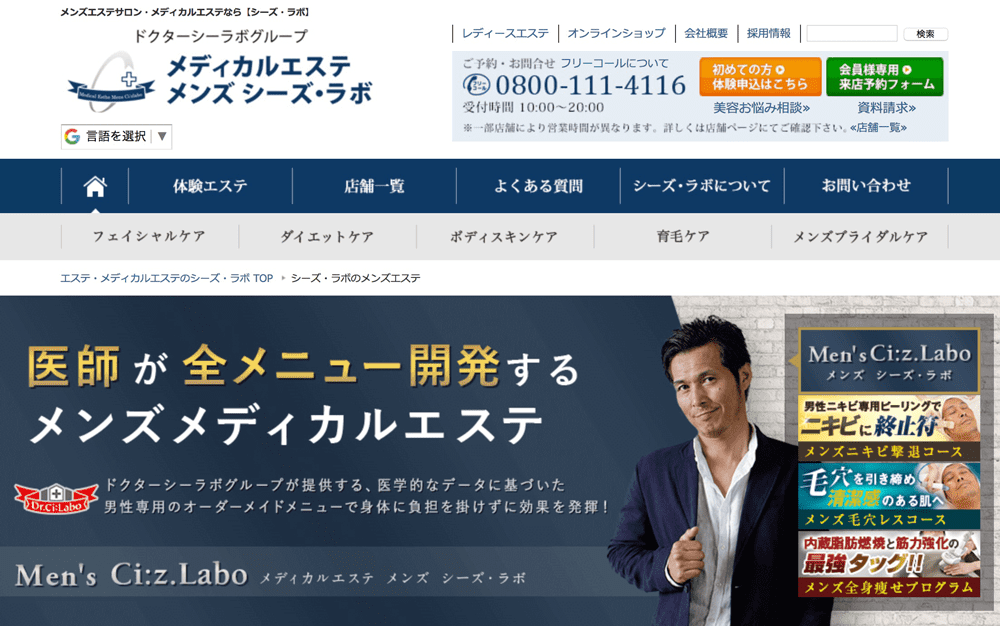 メンズエステサロン・メディカルエステなら【シーズ・ラボ】
ドクターシーラボグループ
メディカルエステ
メンズ シーズ・ラボ
Medical Esthe Mens Ci:z.labo
言語を選択 ▼
レディースエステ オンラインショップ 会社概要 採用情報 検索
ご予約・お問合せ フリーコールについて
0800-111-4116
受付時間 10:00〜20:00
初めての方
体験申込はこちら
会員様専用
来店予約フォーム
美容お悩み相談» 資料請求»
※一部店舗により営業時間が異なります。詳しくは店舗ページにてご確認下さい。«店舗一覧»
体験エステ 店舗一覧 よくある質問 シーズ・ラボについて お問い合わせ
フェイシャルケア ダイエットケア ボディスキンケア 育毛ケア メンズブライダルケア
エステ・メディカルエステのシーズ・ラボ TOP シーズ・ラボのメンズエステ
医師が全メニュー開発する
メンズメディカルエステ
Dr.Ci:Labo
ドクターシーラボグループが提供する、医学的なデータに基づいた
男性専用のオーダーメイドメニューで身体に負担を掛けずに効果を発揮！
Men's Ci:z.Labo メディカルエステ メンズ シーズ・ラボ
Men's Ci:z.Labo
メンズ シーズ・ラボ
男性ニキビ専用ピーリングで
ニキビに終止符
メンズニキビ撃退コース
毛穴を引き締め
清潔感のある肌へ
メンズ毛穴レスコース
内蔵脂肪燃焼と筋力強化の
最強タッグ!!
メンズ全身痩せプログラム